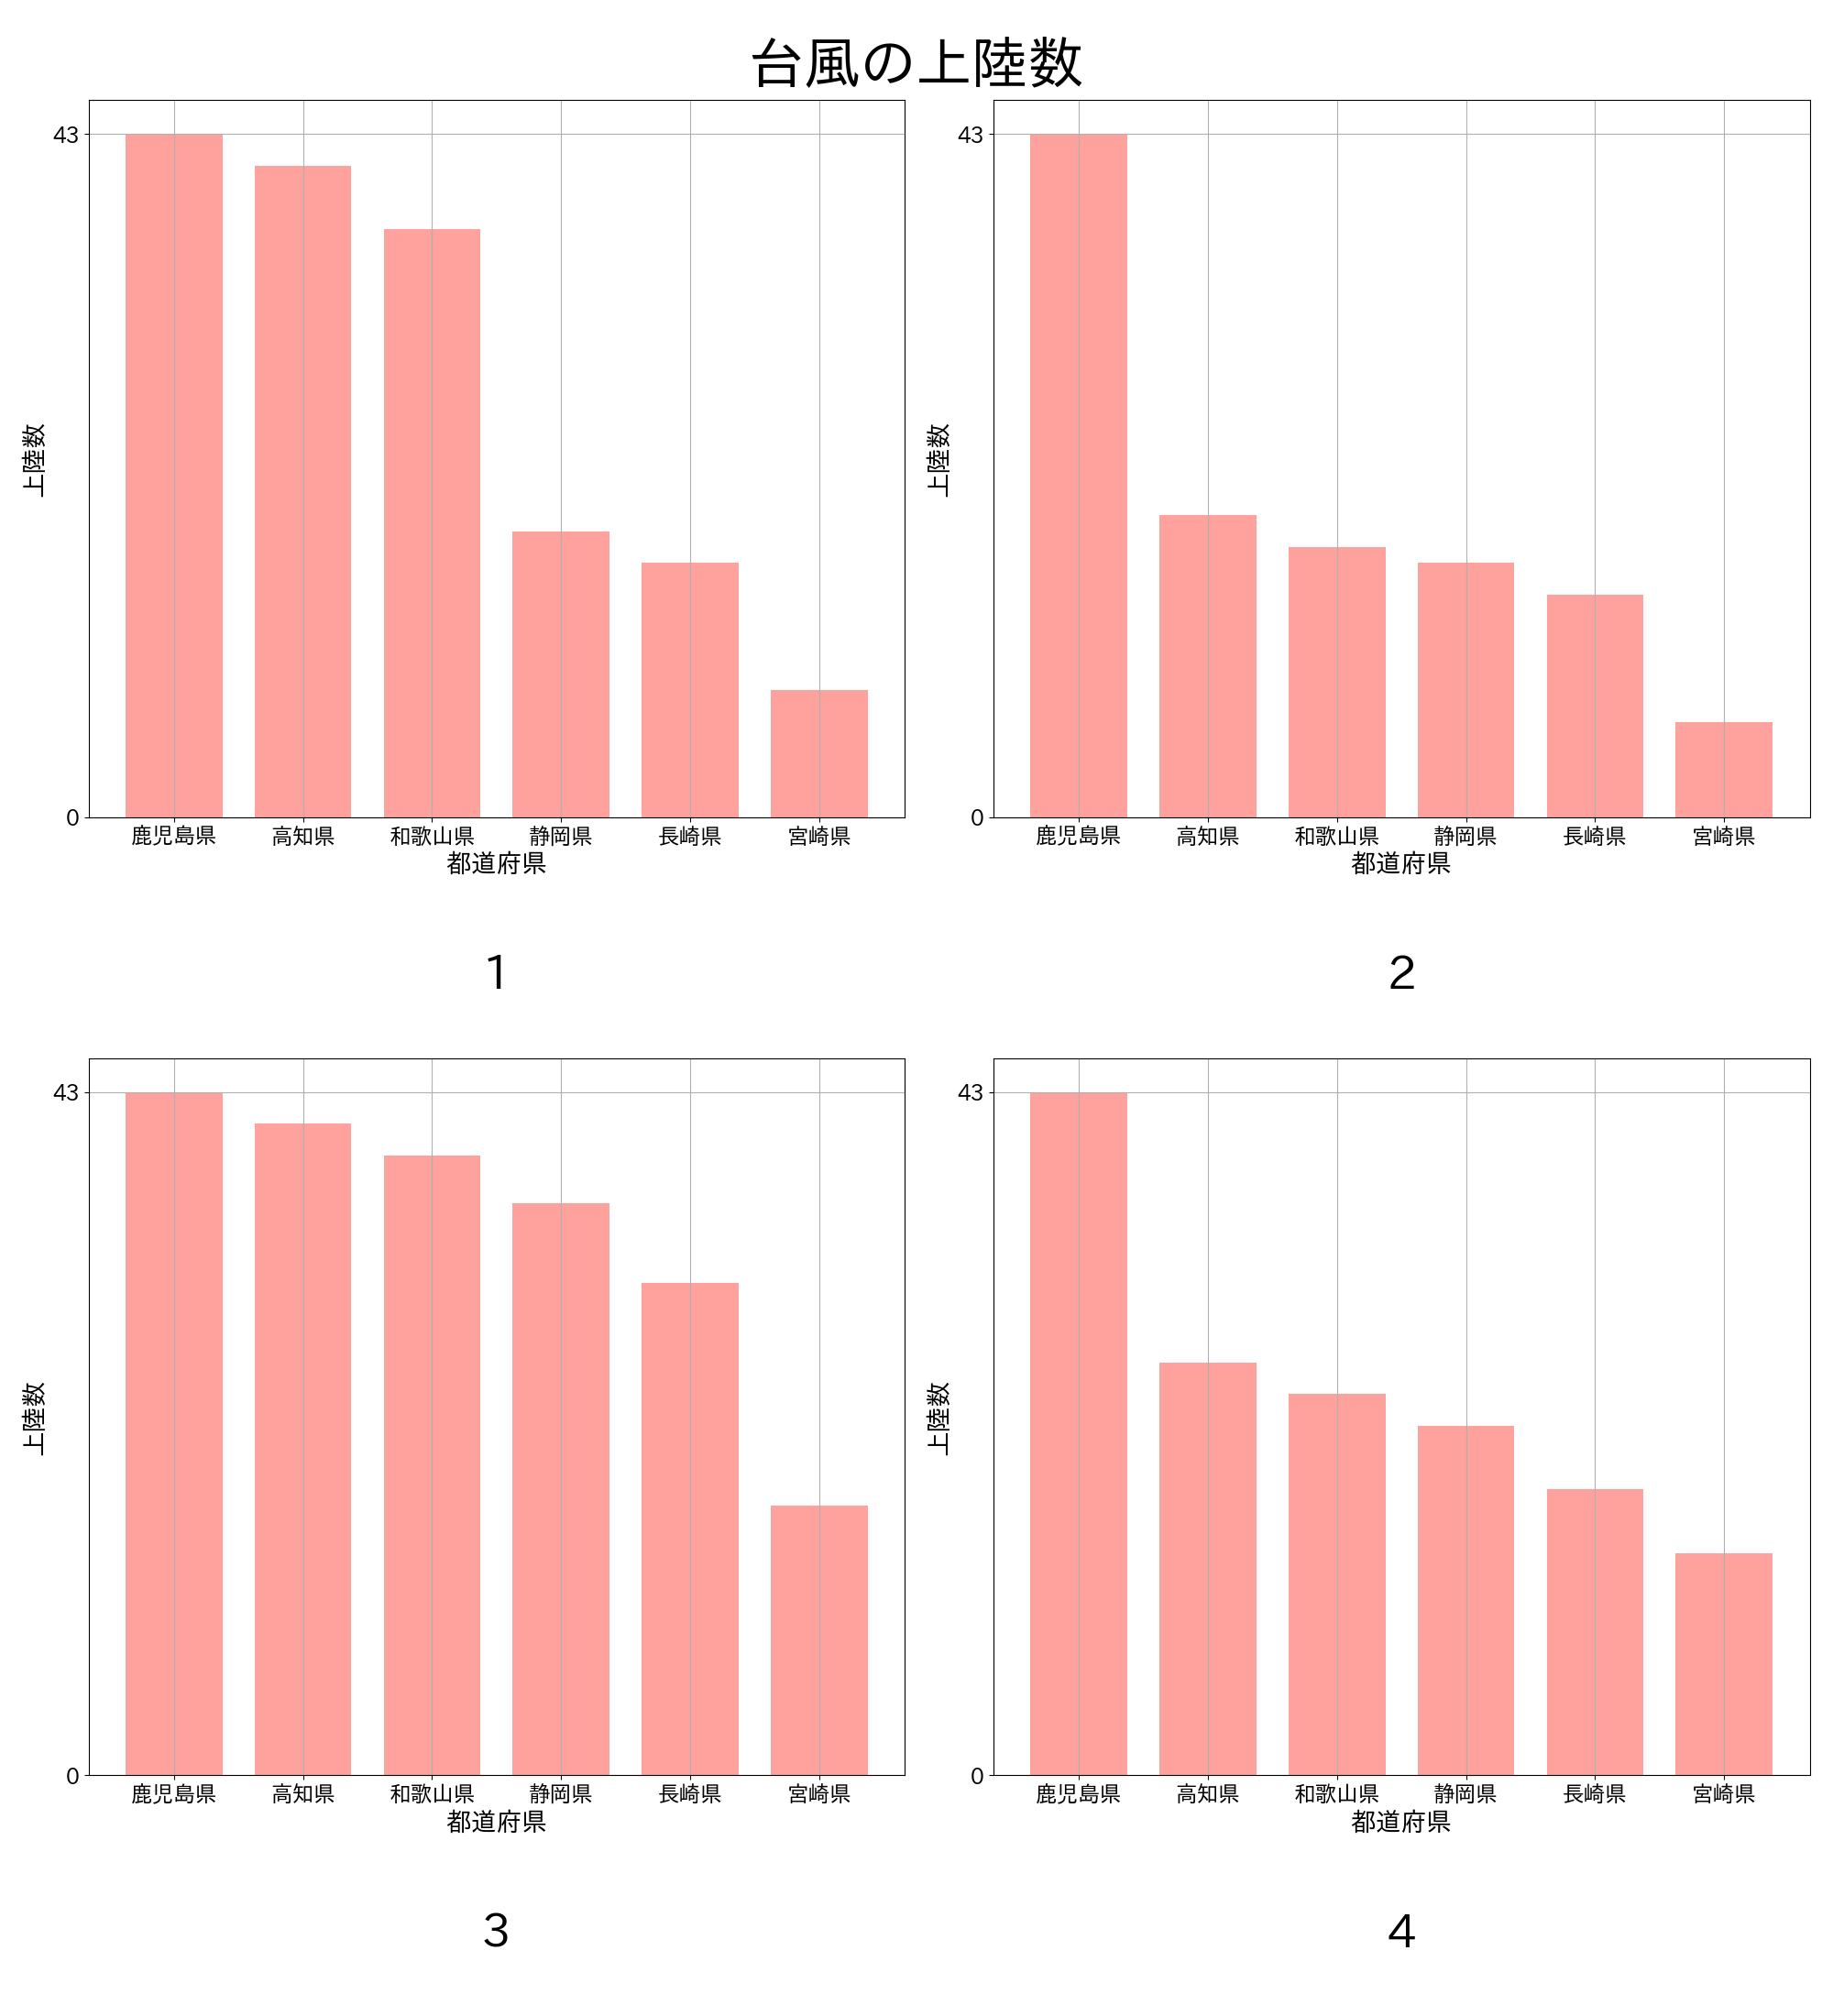 台風の上陸数
43
0
上陸数
鹿児島県 高知県 和歌山県 静岡県 長崎県 宮崎県
都道府県
1
43
0
上陸数
鹿児島県 高知県 和歌山県 静岡県 長崎県 宮崎県
都道府県
2
43
0
上陸数
鹿児島県 高知県 和歌山県 静岡県 長崎県 宮崎県
都道府県
3
43
0
上陸数
鹿児島県 高知県 和歌山県 静岡県 長崎県 宮崎県
都道府県
4